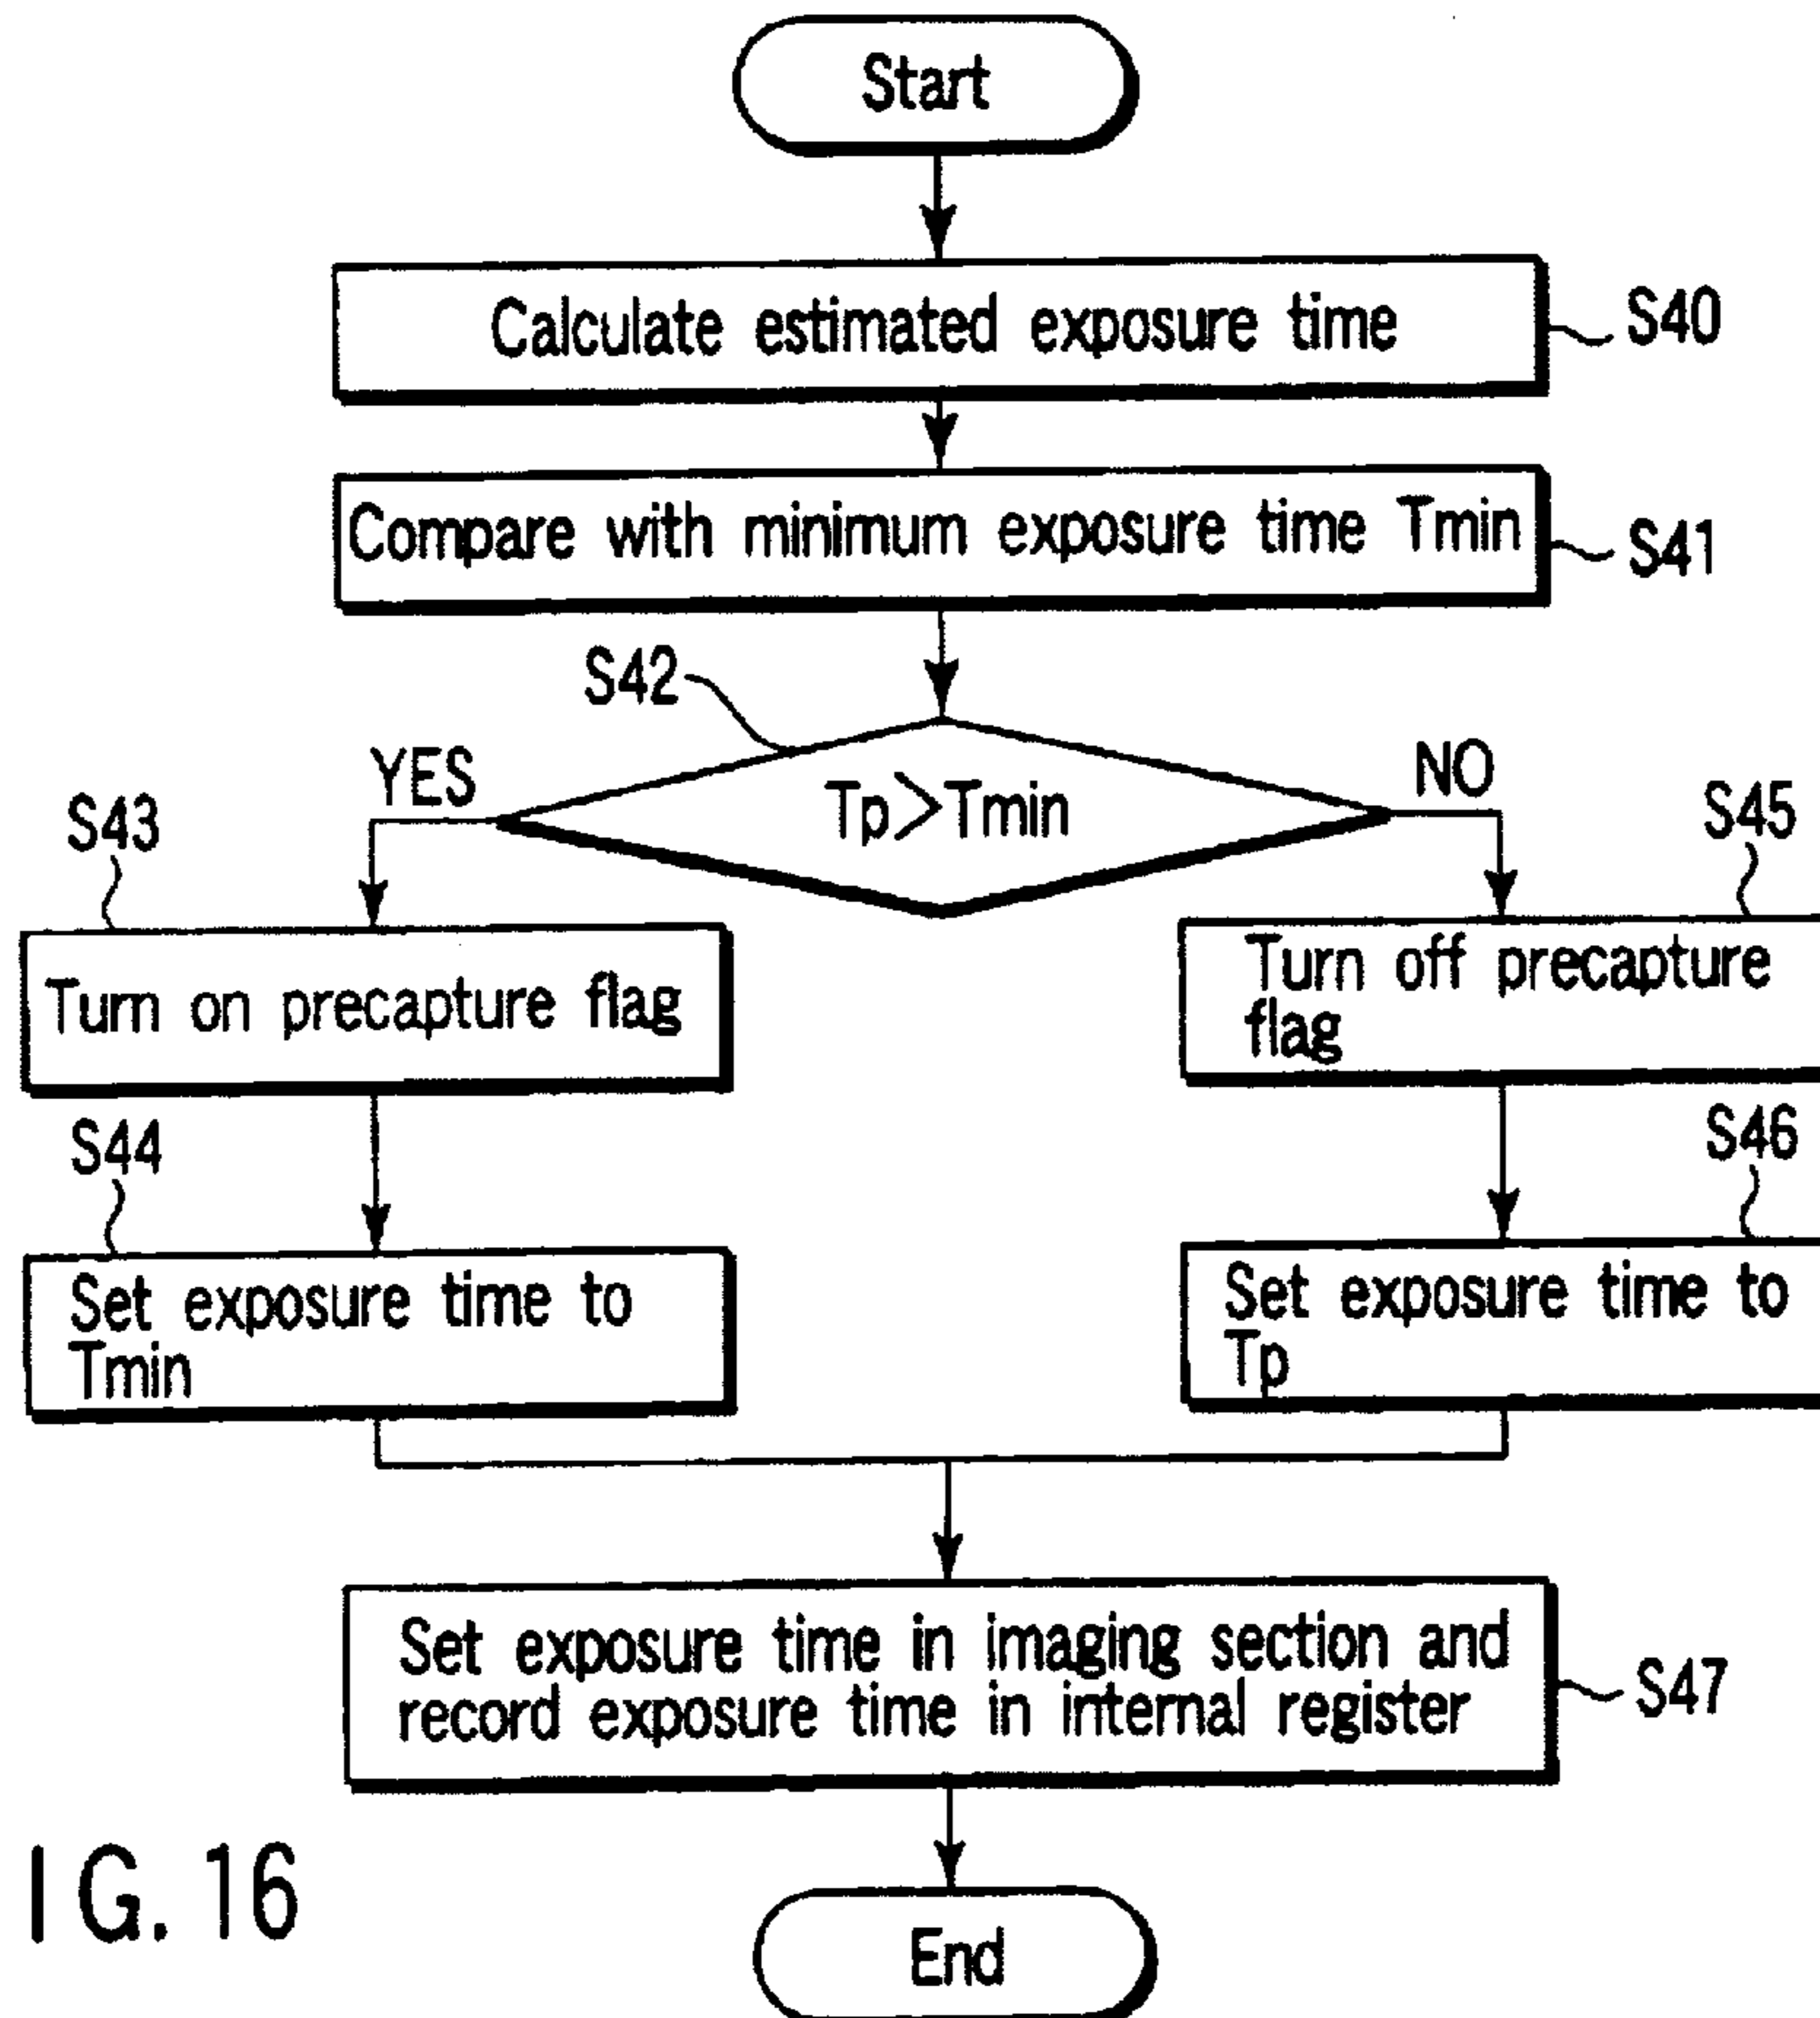 Start
Calculate estimated exposure time
S40
Compare with minimum exposure time Tmin
S41
S42
YES
Tp>Tmin
NO
S43
S45
Turn on precapture flag
Turn off precapture
flag
S44
S46
Set exposure time to
Tmin
Set exposure time to
Tp
Set exposure time in imaging section and
record exposure time in internal register
S47
IG. 16
End